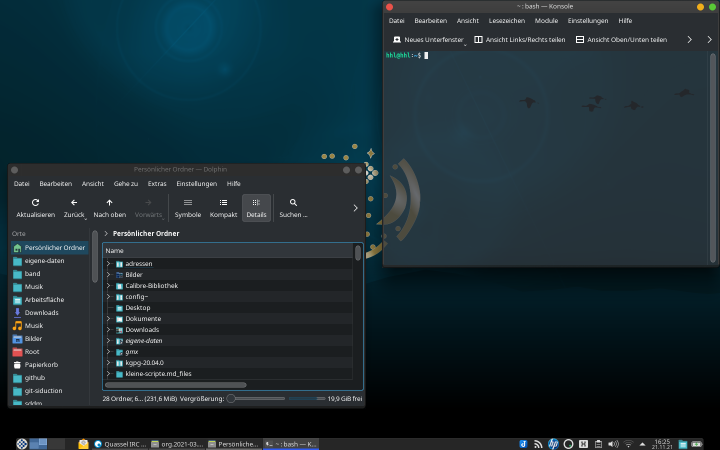 ~ : bash — Konsole
Datei Bearbeiten Ansicht Lesezeichen Module Einstellungen Hilfe
Neues Unterfenster Ansicht Links/Rechts teilen Ansicht Oben/Unten teilen
hhl@hhl:~$
Persönlicher Ordner — Dolphin
Datei Bearbeiten Ansicht Gehe zu Extras Einstellungen Hilfe
Aktualisieren Zurück Nach oben Vorwärts Symbole Kompakt Details Suchen ...
Orte
Persönlicher Ordner
eigene-daten
band
Musik
Arbeitsfläche
Downloads
Musik
Bilder
Root
Papierkorb
github
git-siduction
sddm
Persönlicher Ordner
Name
adressen
Bilder
Calibre-Bibliothek
config~
Desktop
Dokumente
Downloads
eigene-daten
gmx
kgpg-20.04.0
kleine-scripte.md_files
28 Ordner, 6... (231,6 MiB) Vergrößerung: 19,9 GiB frei
Quassel IRC ... org.2021-03.... Persönliche... ~ : bash — K...
16:25
21.11.21